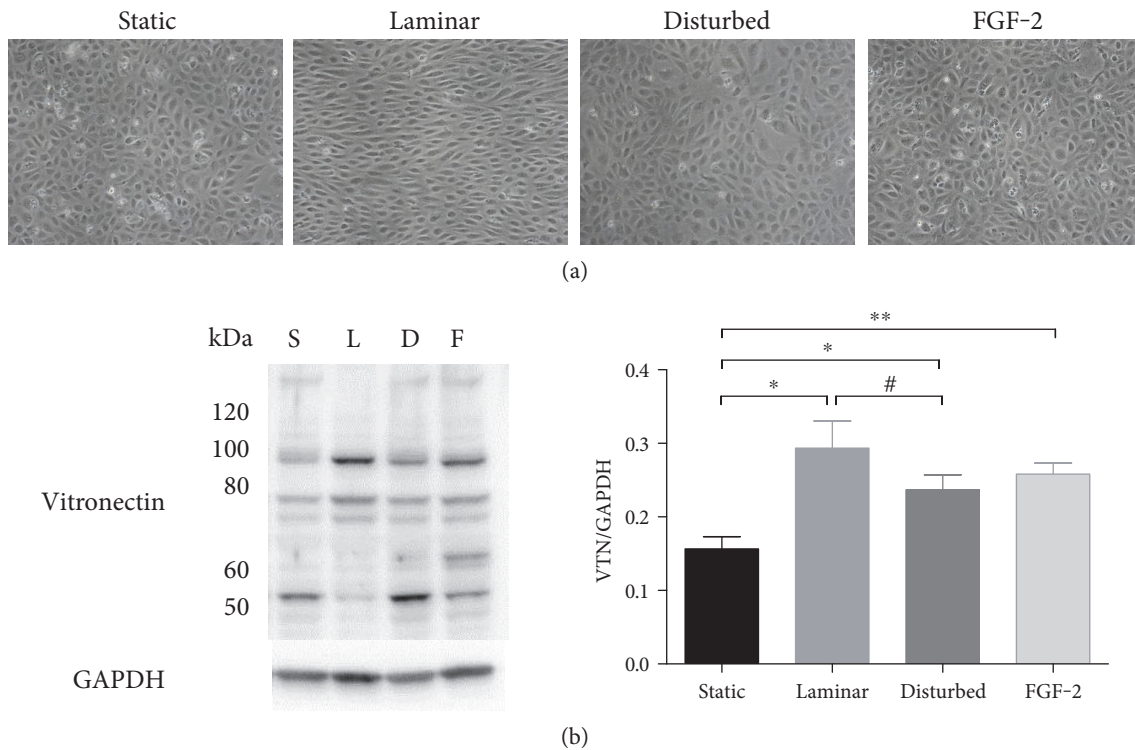 Static Laminar Disturbed FGF-2
(a)
kDa S L D F
120
100
80
Vitronectin
60
50
GAPDH
** 
*
* #
0.4
0.3
0.2
0.1
0.0
VTN/GAPDH
Static Laminar Disturbed FGF-2
(b)